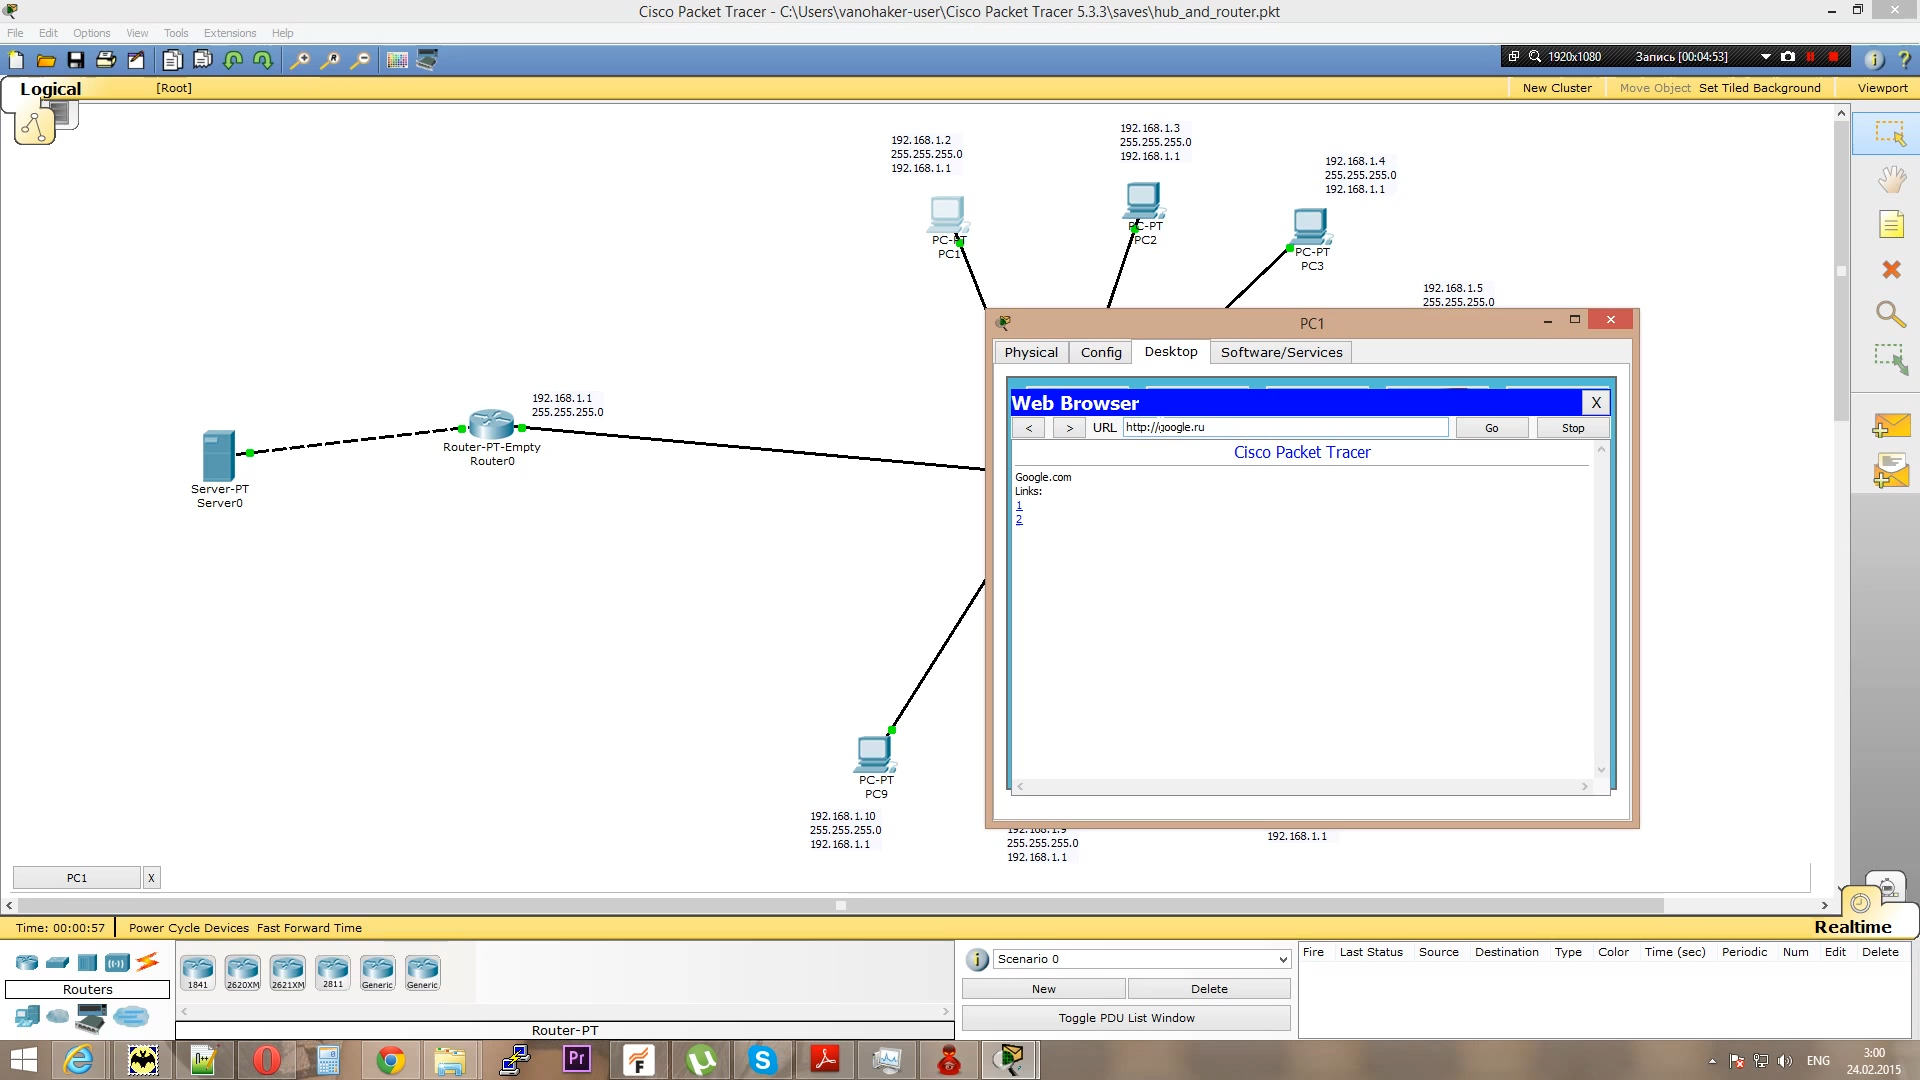 Cisco Packet Tracer - C:\Users\vanohaker-user\Cisco Packet Tracer 5.3.3\saves\hub_and_router.pkt
File Edit Options View Tools Extensions Help
1920x1080 Запись [00:04:53]
Logical [Root] New Cluster Move Object Set Tiled Background Viewport
192.168.1.2
255.255.255.0
192.168.1.1
PC-PT
PC1
192.168.1.3
255.255.255.0
192.168.1.1
PC-PT
PC2
192.168.1.4
255.255.255.0
192.168.1.1
PC-PT
PC3
192.168.1.5
255.255.255.0
192.168.1.1
255.255.255.0
Router-PT-Empty
Router0
Server-PT
Server0
PC1
Physical Config Desktop Software/Services
Web Browser X
< > URL http://google.ru Go Stop
Cisco Packet Tracer
Google.com
Links:
1
2
PC-PT
PC9
192.168.1.10
255.255.255.0
192.168.1.1
192.168.1.9
255.255.255.0
192.168.1.1
192.168.1.1
PC1 X
Time: 00:00:57 Power Cycle Devices Fast Forward Time Realtime
Routers
1841 2620XM 2621XM 2811 Generic Generic
Router-PT
Scenario 0
New Delete
Toggle PDU List Window
Fire Last Status Source Destination Type Color Time (sec) Periodic Num Edit Delete
Pr
ENG
3:00
24.02.2015